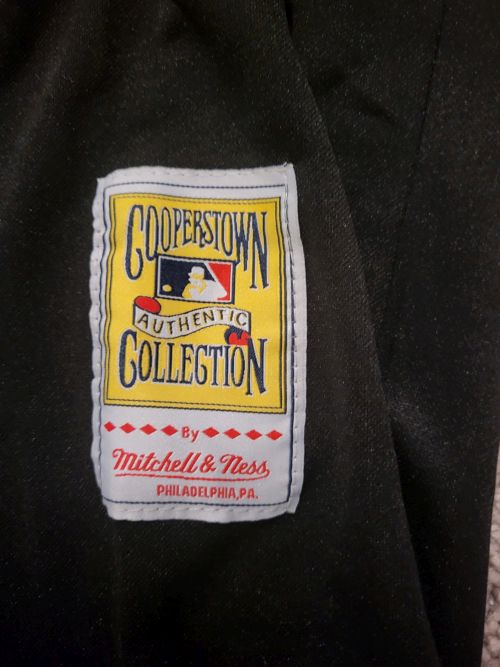 COOPERSTOWN
AUTHENTIC
COLLECTION
By
Mitchell & Ness
PHILADELPHIA, PA.